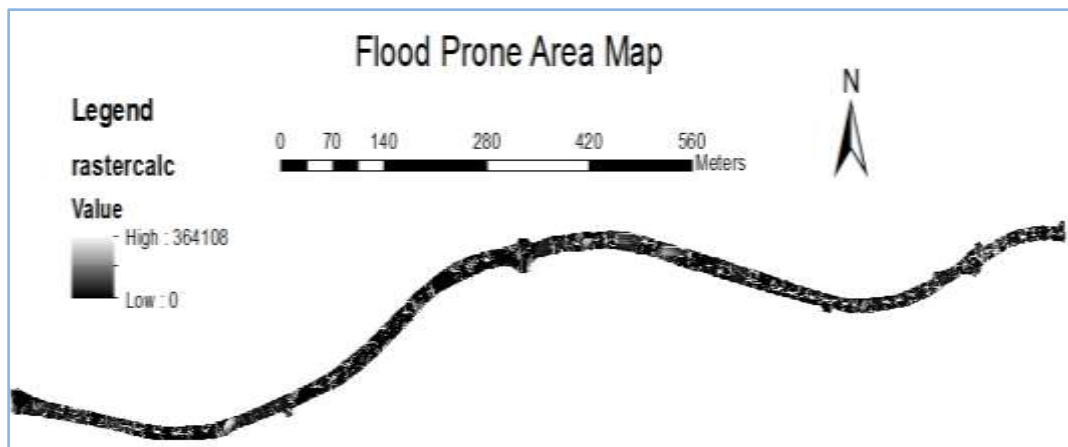 Flood Prone Area Map
N
Legend
0 70 140 280 420 560
Meters
rastercalc
Value
High : 364108
Low : 0